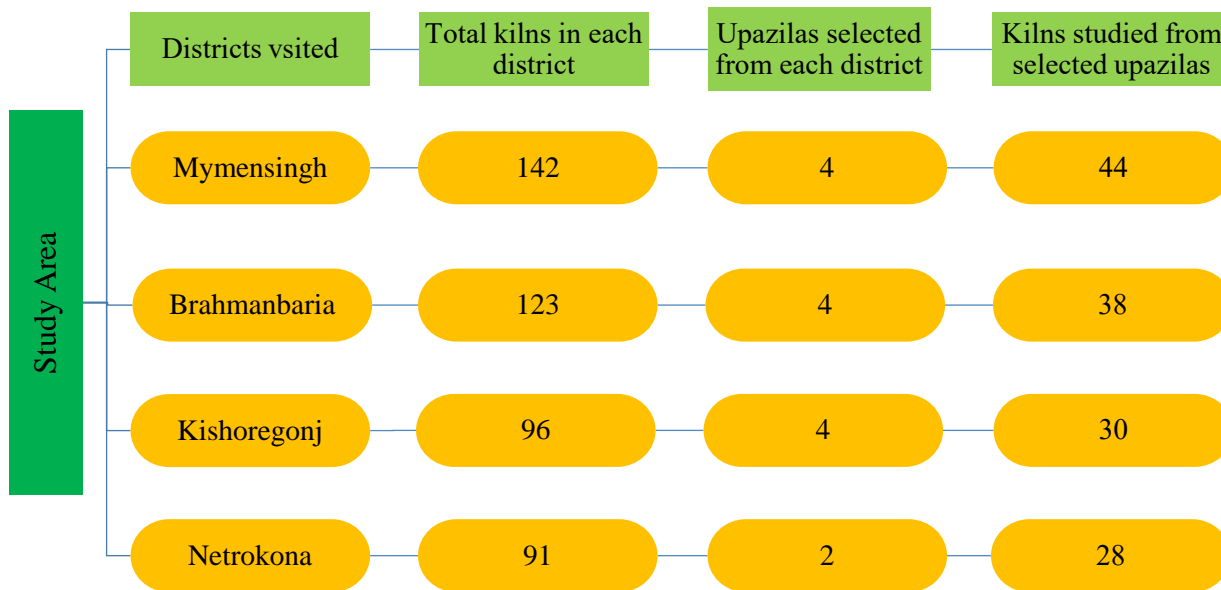 Study Area
Districts vsited
Total kilns in each
district
Upazilas selected
from each district
Kilns studied from
selected upazilas
Mymensingh
142
4
44
Brahmanbaria
123
4
38
Kishoregonj
96
4
30
Netrokona
91
2
28